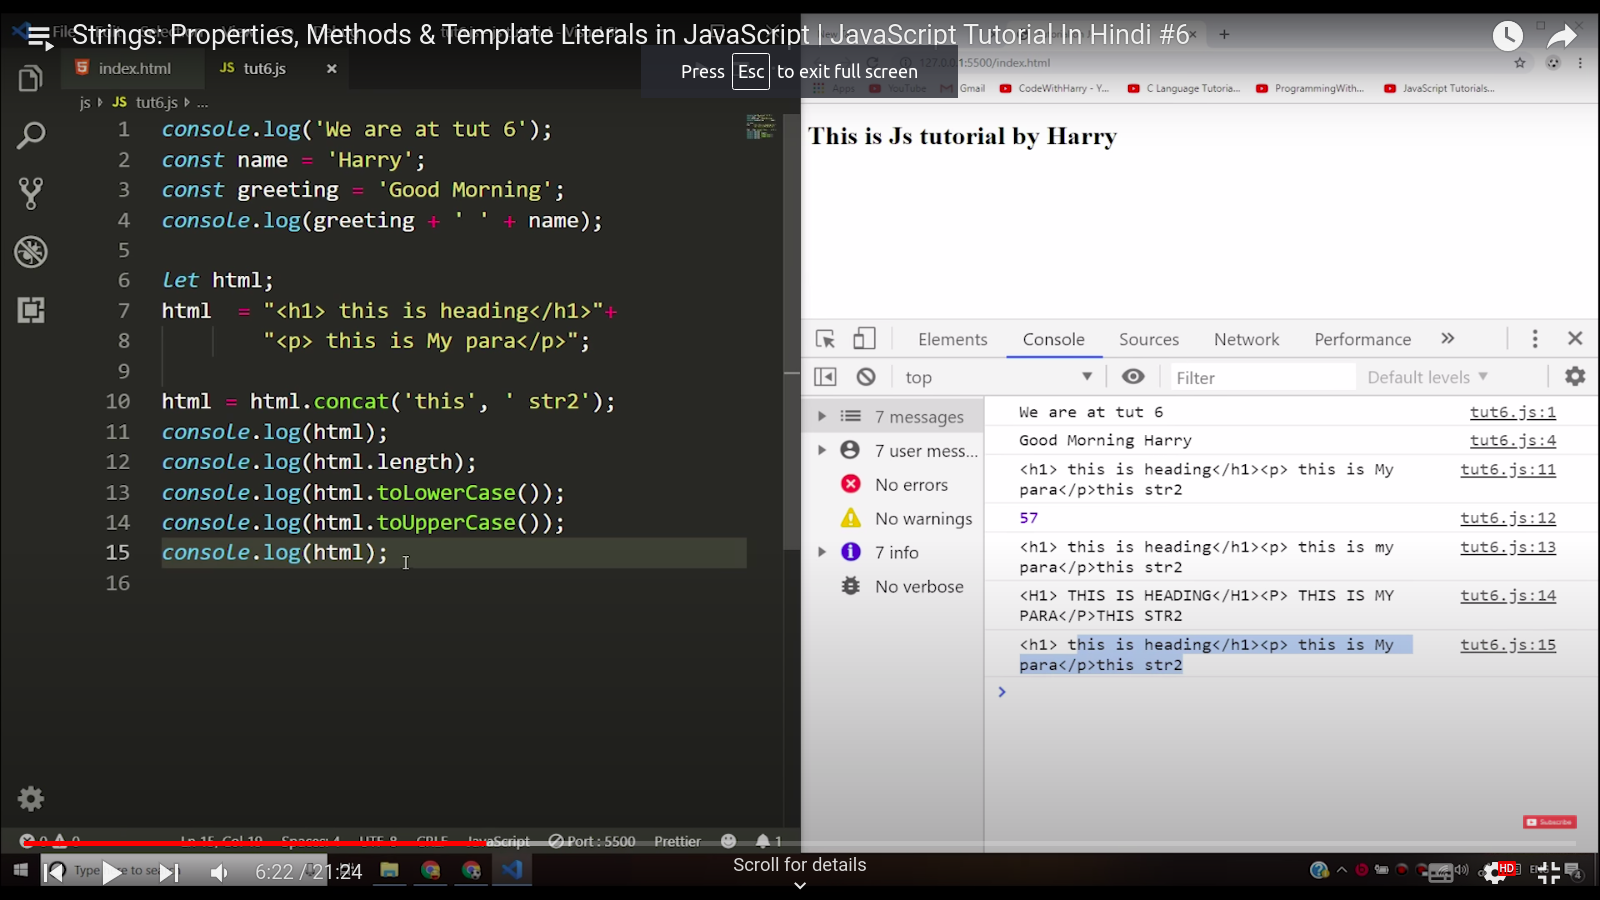 Strings: Properties, Methods & Template Literals in JavaScript | JavaScript Tutorial In Hindi #6
Press Esc to exit full screen
index.html
JS tut6.js
127.0.0.1:5500/index.html
Apps YouTube Gmail CodeWithHarry - Y... C Language Tutoria... ProgrammingWith... JavaScript Tutorials...
js JS tut6.js ...
1 console.log('We are at tut 6');
2 const name = 'Harry';
3 const greeting = 'Good Morning';
4 console.log(greeting + ' ' + name);
5
6 let html;
7 html = "<h1> this is heading</h1>"+
8 "<p> this is My para</p>";
9
10 html = html.concat('this', ' str2');
11 console.log(html);
12 console.log(html.length);
13 console.log(html.toLowerCase());
14 console.log(html.toUpperCase());
15 console.log(html);
16
This is Js tutorial by Harry
Elements Console Sources Network Performance
top Filter Default levels
7 messages
7 user mess...
No errors
No warnings
7 info
No verbose
We are at tut 6 tut6.js:1
Good Morning Harry tut6.js:4
<h1> this is heading</h1><p> this is My tut6.js:11
para</p>this str2
57 tut6.js:12
<h1> this is heading</h1><p> this is my tut6.js:13
para</p>this str2
<H1> THIS IS HEADING</H1><P> THIS IS MY tut6.js:14
PARA</P>THIS STR2
<h1> this is heading</h1><p> this is My tut6.js:15
para</p>this str2
Subscribe
Ln 15, Col 19 Spaces: 4 UTF-8 CRLF JavaScript Port : 5500 Prettier 1
Type here to search
6:22 / 21:24
Scroll for details
HD